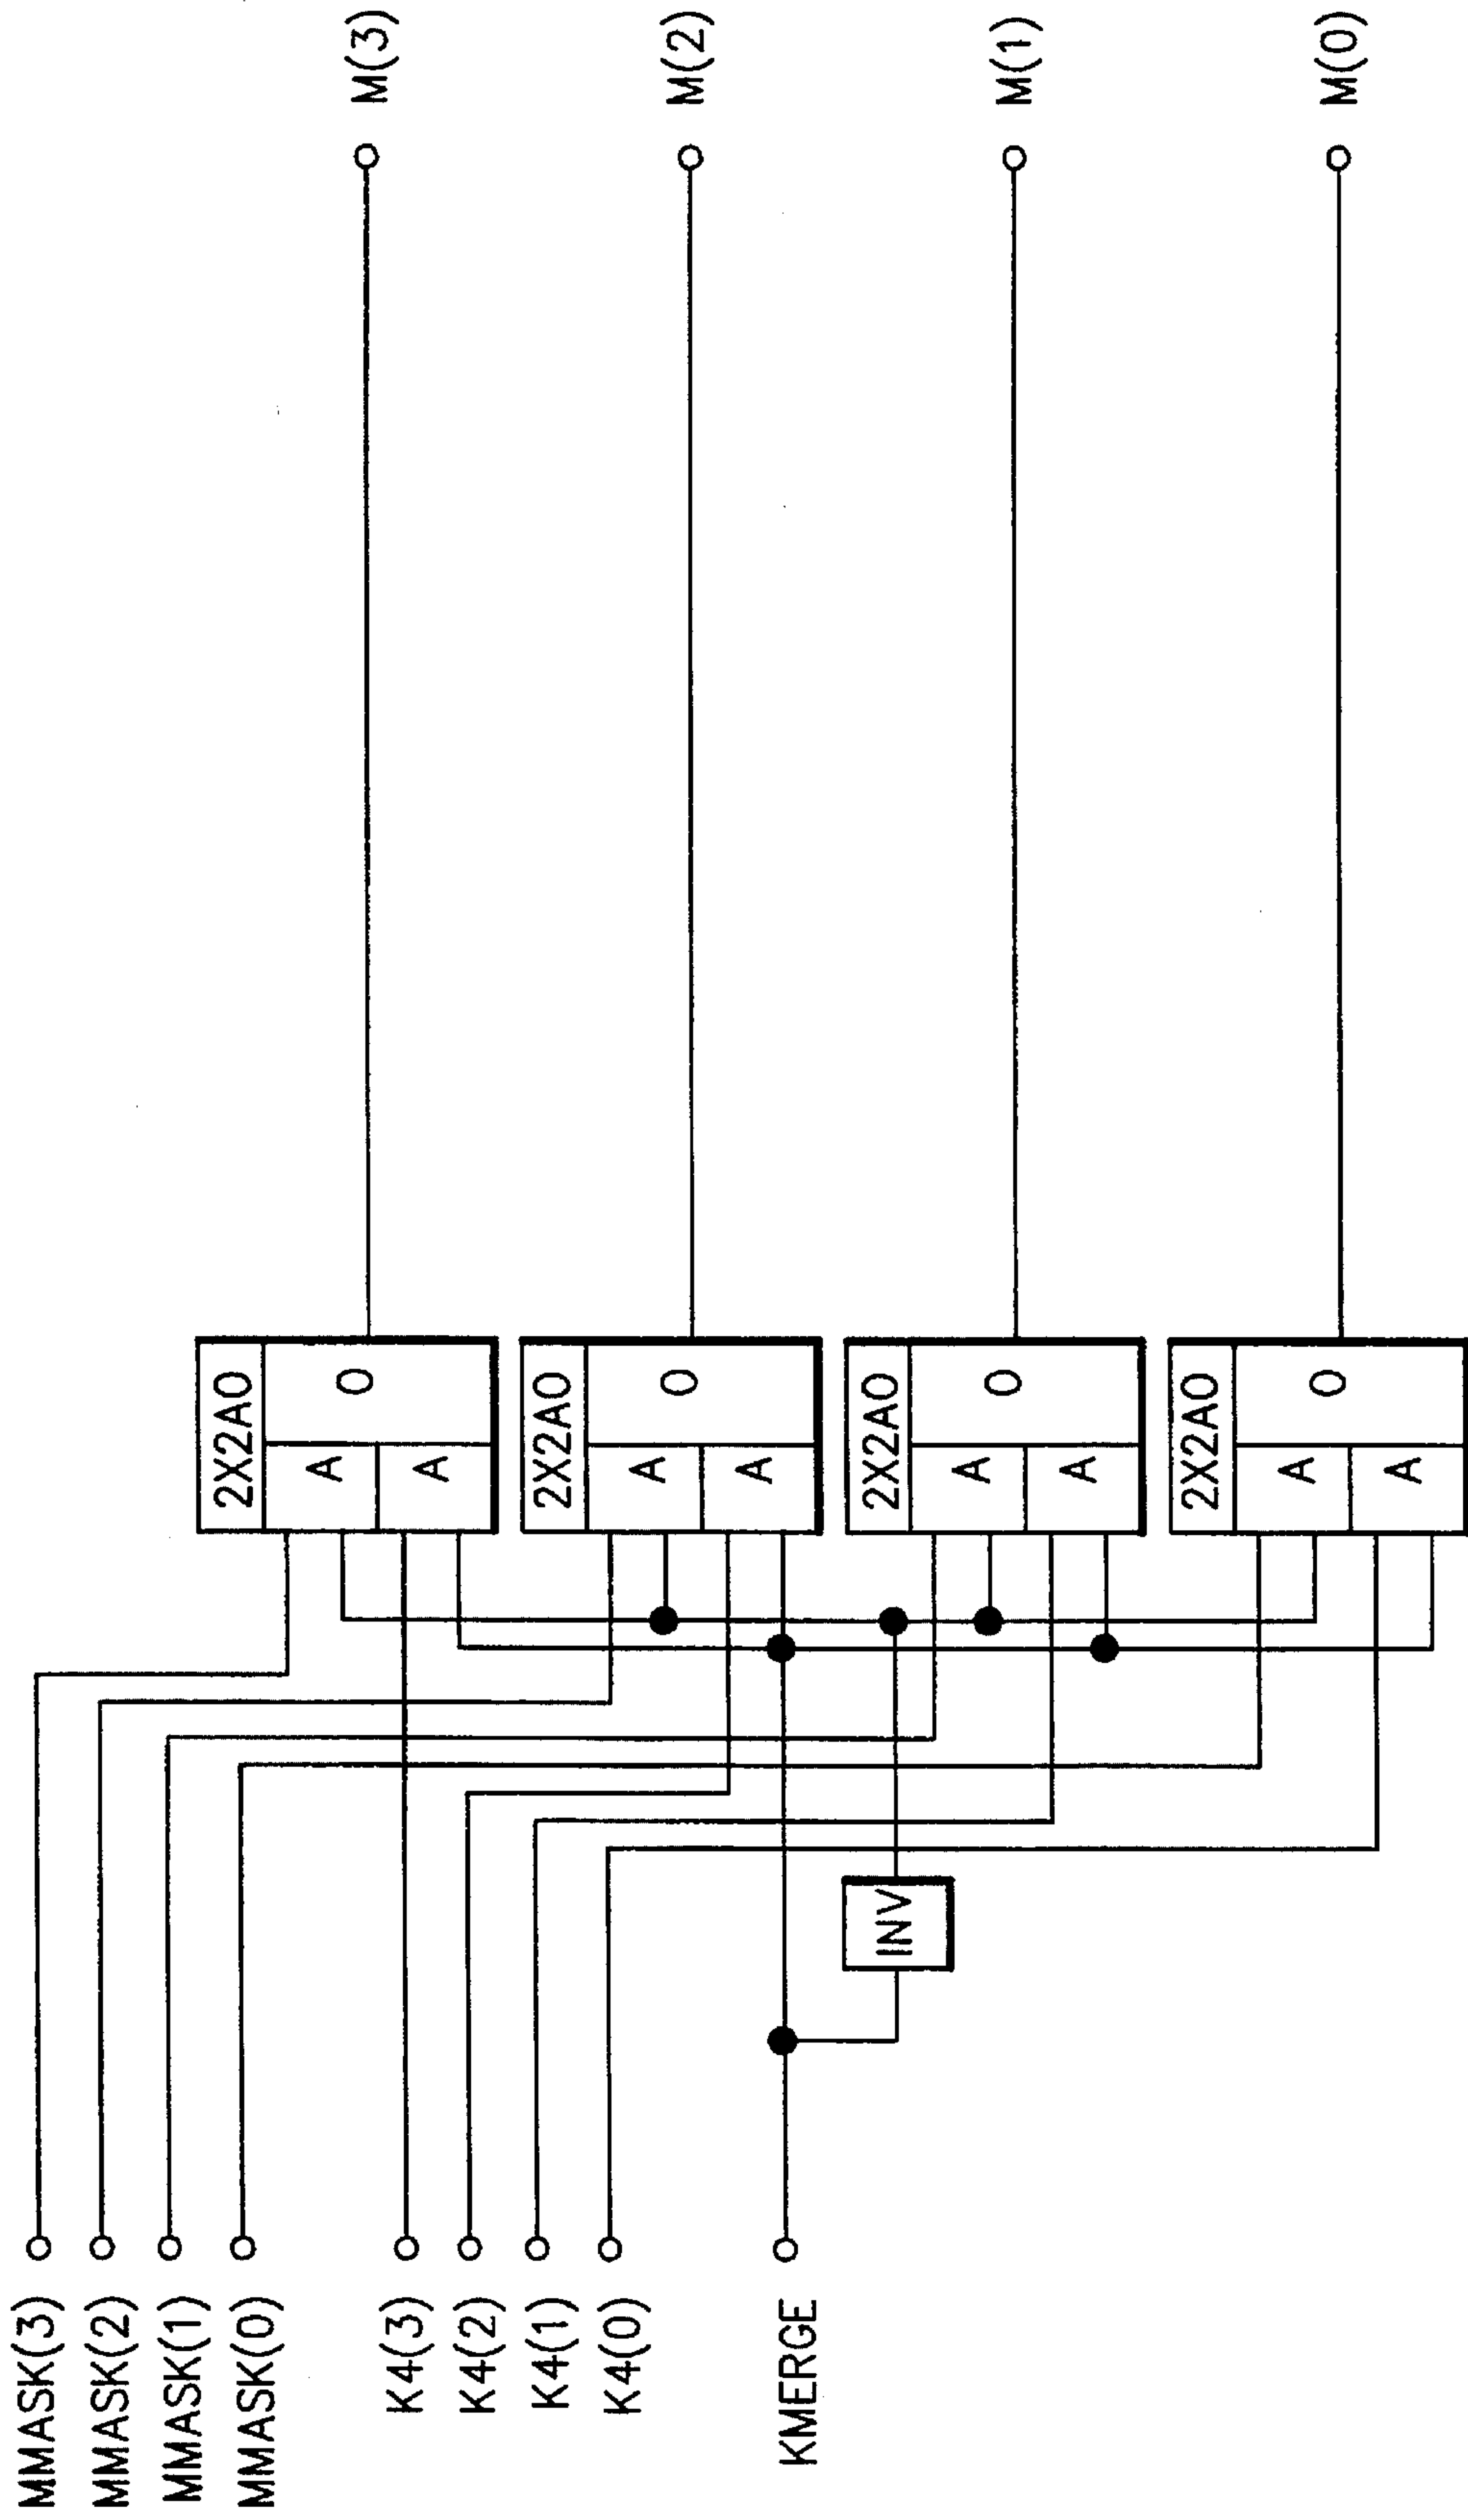 MMASK(3)
MMASK(2)
MMASK(1)
MMASK(0)
K4(3)
K4(2)
K4(1)
K4(0)
KMERGE
INV
2X2AO
A
A
O
2X2AO
A
A
O
2X2AO
A
A
O
2X2AO
A
A
O
M(3)
M(2)
M(1)
M(0)